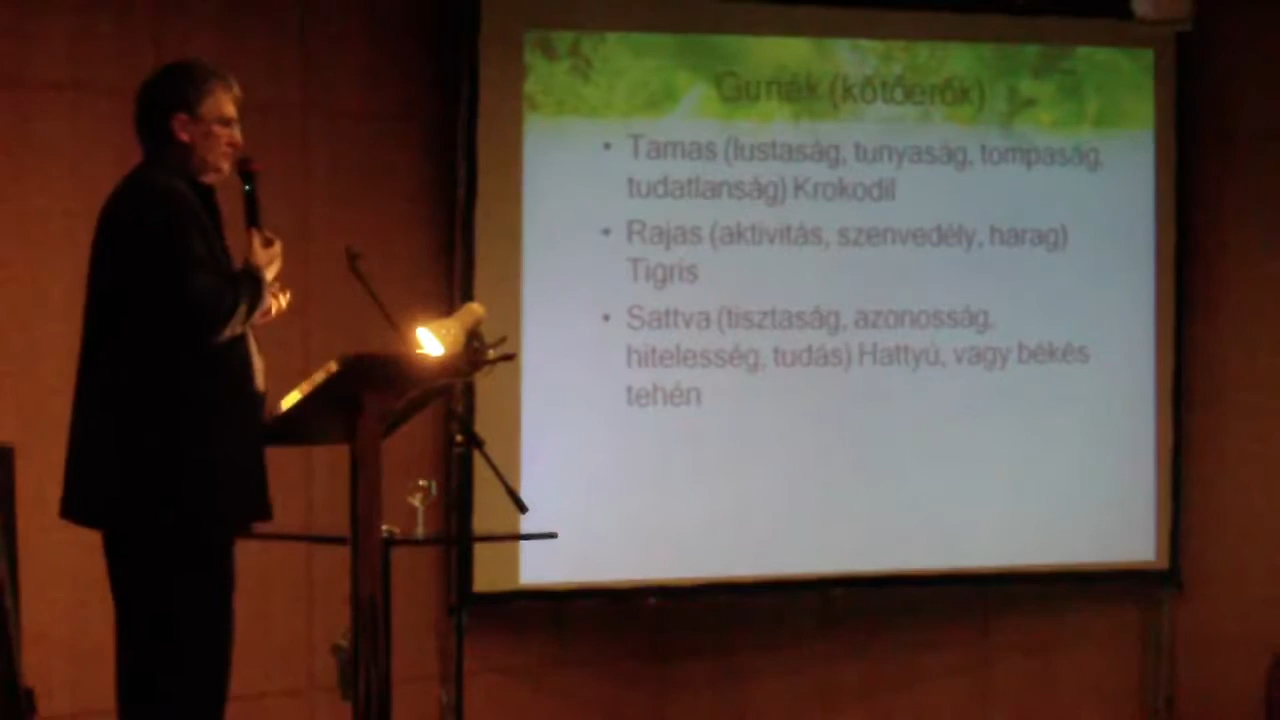 Gunák (kötőerők)
• Tamas (lustaság, tunyaság, tompaság,
tudatlanság) Krokodil
• Rajas (aktivitás, szenvedély, harag)
Tigris
• Sattva (tisztaság, azonosság,
hitelesség, tudás) Hattyú, vagy békés
tehén